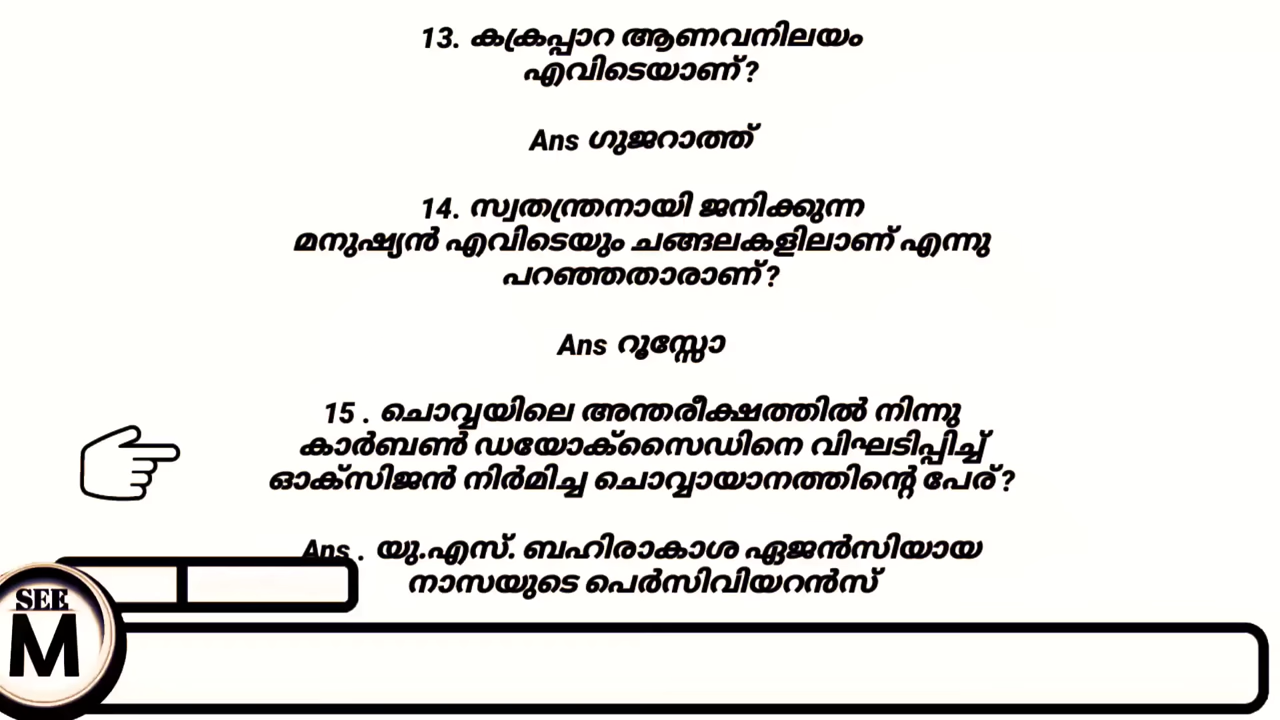 13. കക്രപ്പാറ ആണവനിലയം
എവിടെയാണ്?
Ans ഗുജറാത്ത്
14. സ്വതന്ത്രനായി ജനിക്കുന്ന
മനുഷ്യൻ എവിടെയും ചങ്ങലകളിലാണ് എന്നു
പറഞ്ഞതാരാണ്?
Ans റൂസ്സോ
15 . ചൊവ്വയിലെ അന്തരീക്ഷത്തിൽ നിന്നു
കാർബൺ ഡയോക്സൈഡിനെ വിഘടിപ്പിച്ച്
ഓക്സിജൻ നിർമിച്ച ചൊവ്വായാനത്തിന്റെ പേര്?
Ans . യു.എസ്. ബഹിരാകാശ ഏജൻസിയായ
നാസയുടെ പെർസിവിയറൻസ്
SEE
M